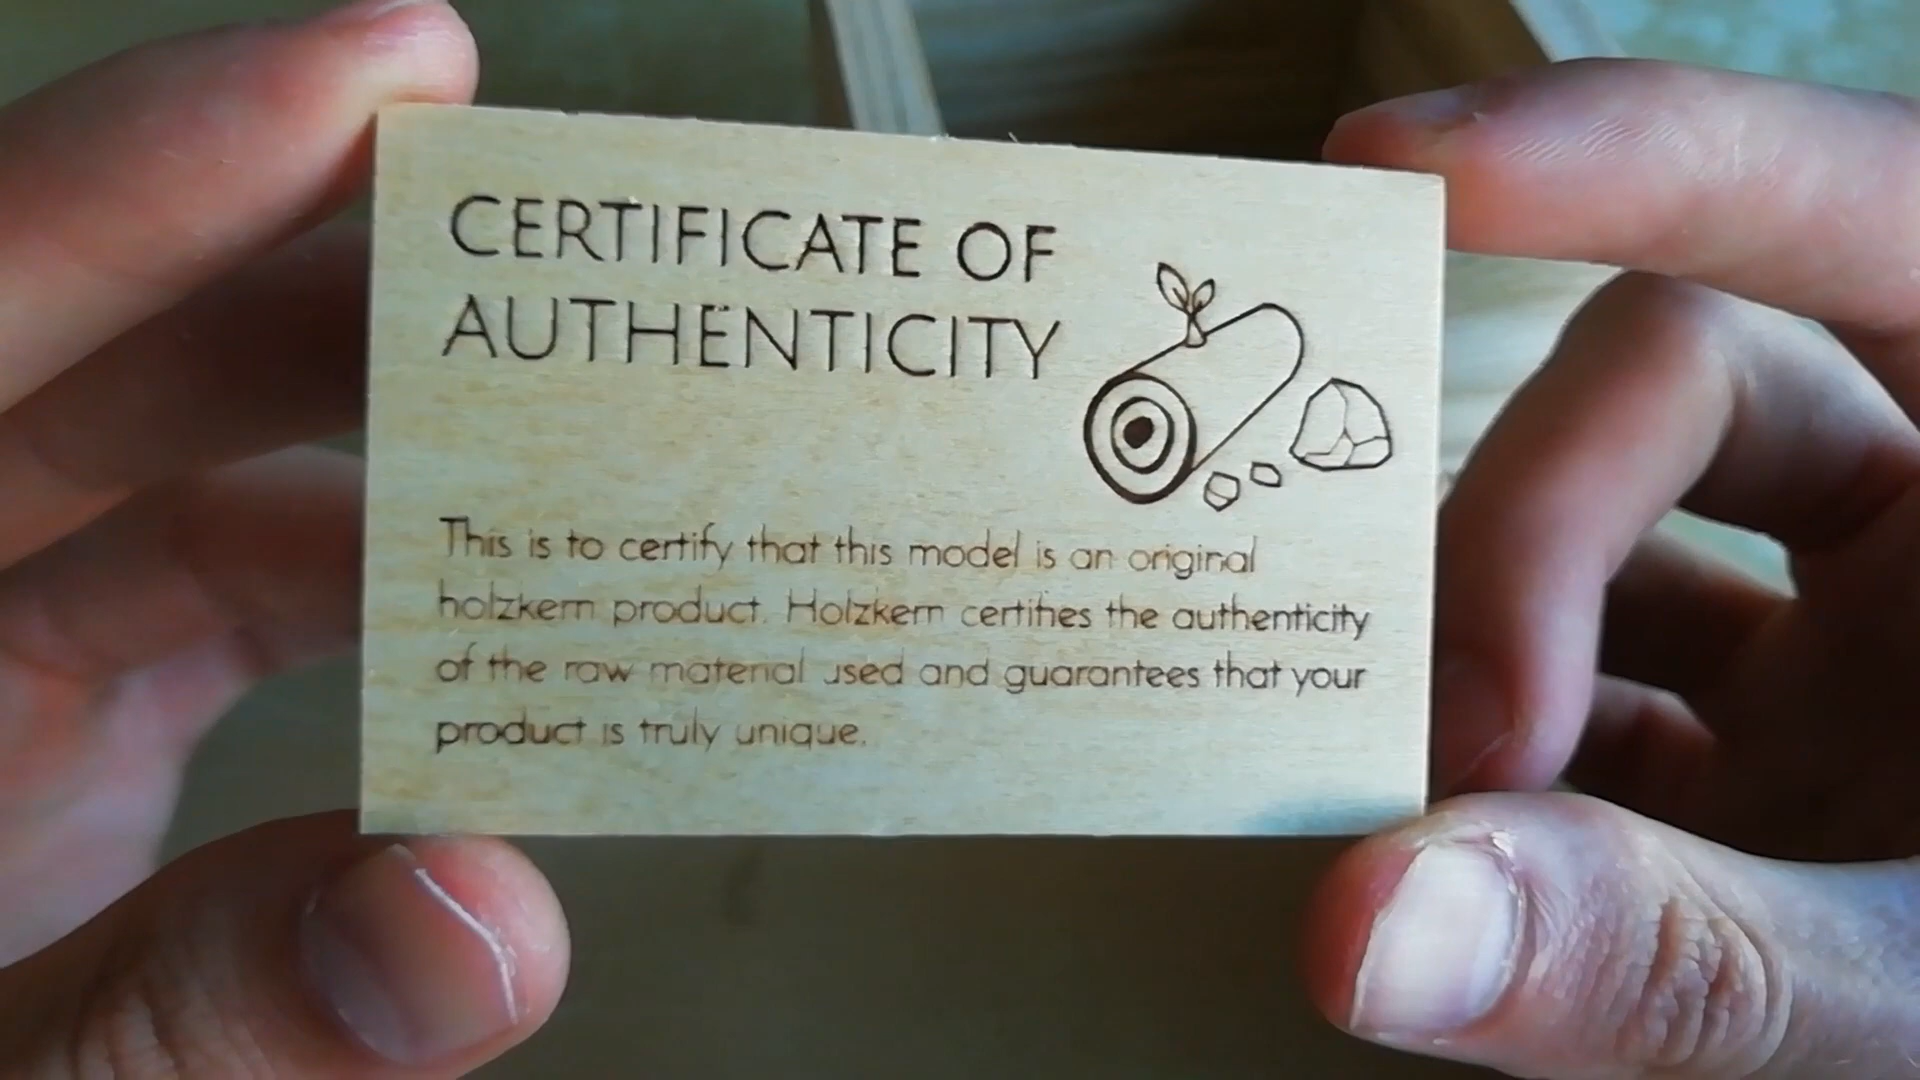 CERTIFICATE OF
AUTHENTICITY
This is to certify that this model is an original
holzkern product. Holzkern certifies the authenticity
of the raw material used and guarantees that your
product is truly unique.